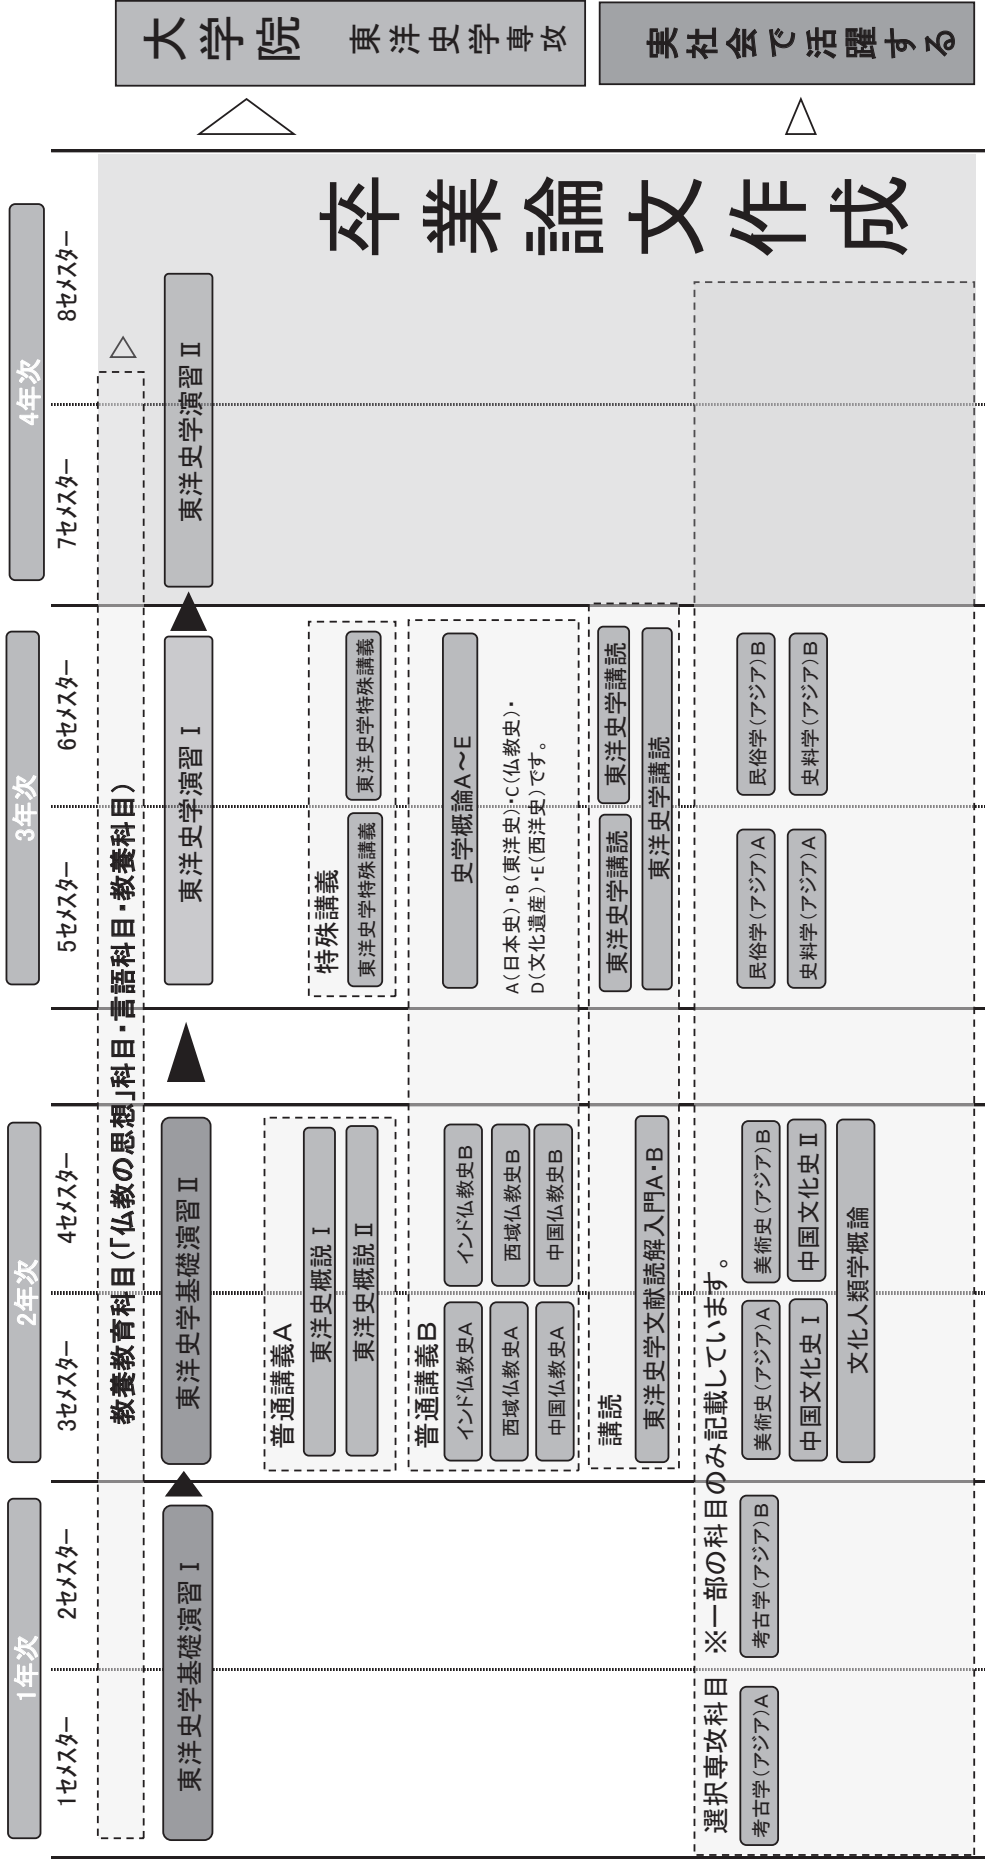 1年次
2年次
3年次
4年次
1セメスター
2セメスター
3セメスター
4セメスター
5セメスター
6セメスター
7セメスター
8セメスター
教養教育科目（「仏教の思想」科目・言語科目・教養科目）
東洋史学基礎演習Ⅰ
東洋史学基礎演習Ⅱ
東洋史学演習Ⅰ
東洋史学演習Ⅱ
普通講義A
東洋史概説Ⅰ
東洋史概説Ⅱ
特殊講義
東洋史学特殊講義
東洋史学特殊講義
普通講義B
インド仏教史A
インド仏教史B
西域仏教史A
西域仏教史B
中国仏教史A
中国仏教史B
史学概論A～E
A（日本史）・B（東洋史）・C（仏教史）・
D（文化遺産）・E（西洋史）です。
講読
東洋史学文献読解入門A・B
東洋史学講読
東洋史学講読
東洋史学講読
選択専攻科目　※一部の科目のみ記載しています。
考古学（アジア）A
考古学（アジア）B
美術史（アジア）A
美術史（アジア）B
中国文化史Ⅰ
中国文化史Ⅱ
文化人類学概論
民俗学（アジア）A
民俗学（アジア）B
史料学（アジア）A
史料学（アジア）B
卒業論文作成
大学院　東洋史学専攻
実社会で活躍する